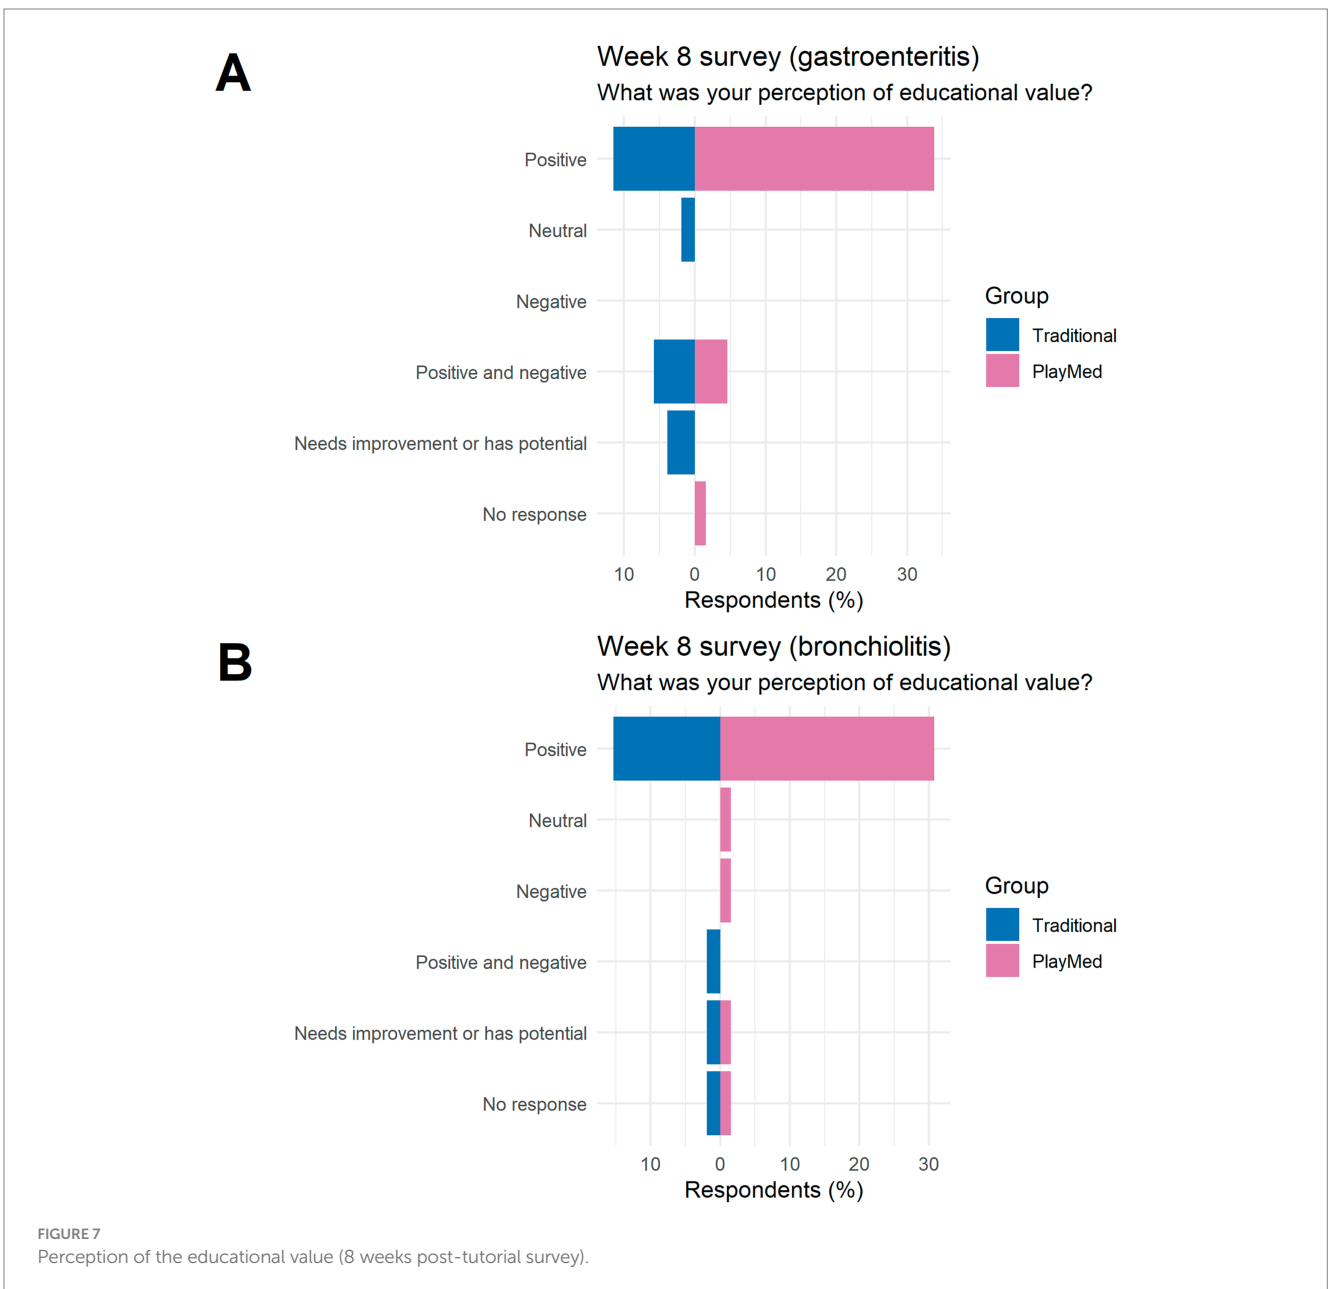 A
Week 8 survey (gastroenteritis)
What was your perception of educational value?
Positive
Neutral
Negative
Positive and negative
Needs improvement or has potential
No response
10 0 10 20 30
Respondents (%)
Group
Traditional
PlayMed
B
Week 8 survey (bronchiolitis)
What was your perception of educational value?
Positive
Neutral
Negative
Positive and negative
Needs improvement or has potential
No response
10 0 10 20 30
Respondents (%)
Group
Traditional
PlayMed
FIGURE 7
Perception of the educational value (8 weeks post-tutorial survey).